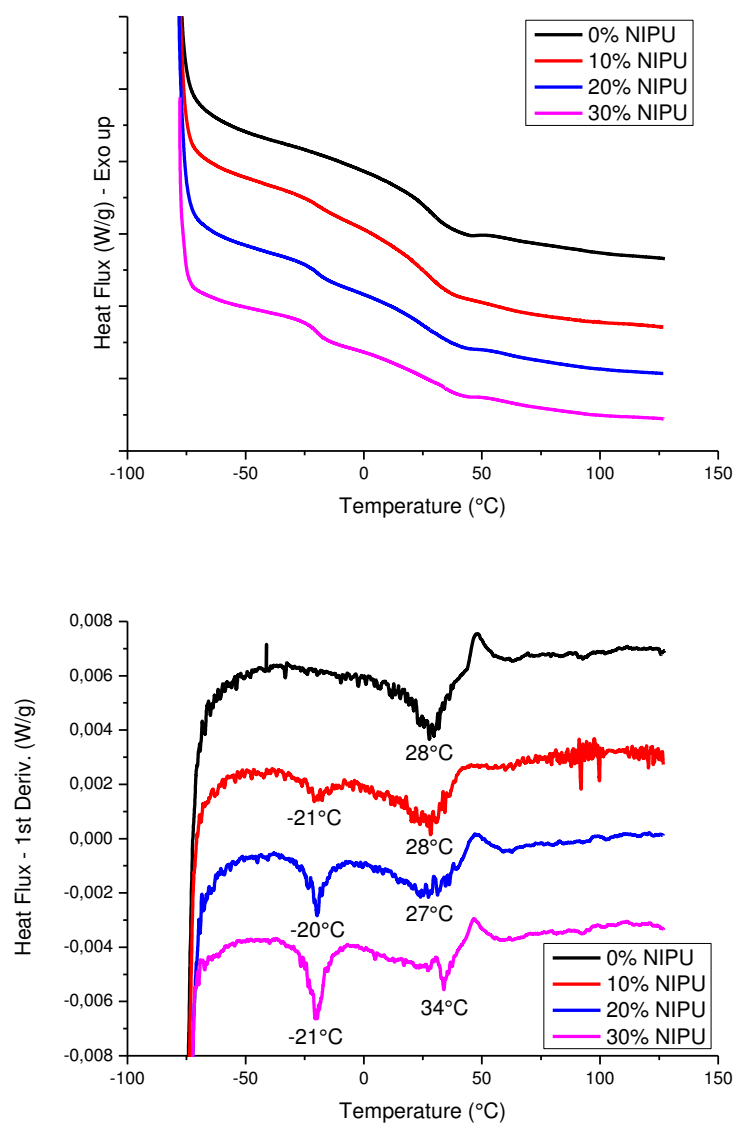 0% NIPU
10% NIPU
20% NIPU
30% NIPU
Heat Flux (W/g) - Exo up
-100
-50
0
50
100
150
Temperature (°C)
0,008
0,006
0,004
0,002
0,000
-0,002
-0,004
-0,006
-0,008
Heat Flux - 1st Deriv. (W/g)
28°C
-21°C
28°C
-20°C
27°C
-21°C
34°C
0% NIPU
10% NIPU
20% NIPU
30% NIPU
-100
-50
0
50
100
150
Temperature (°C)